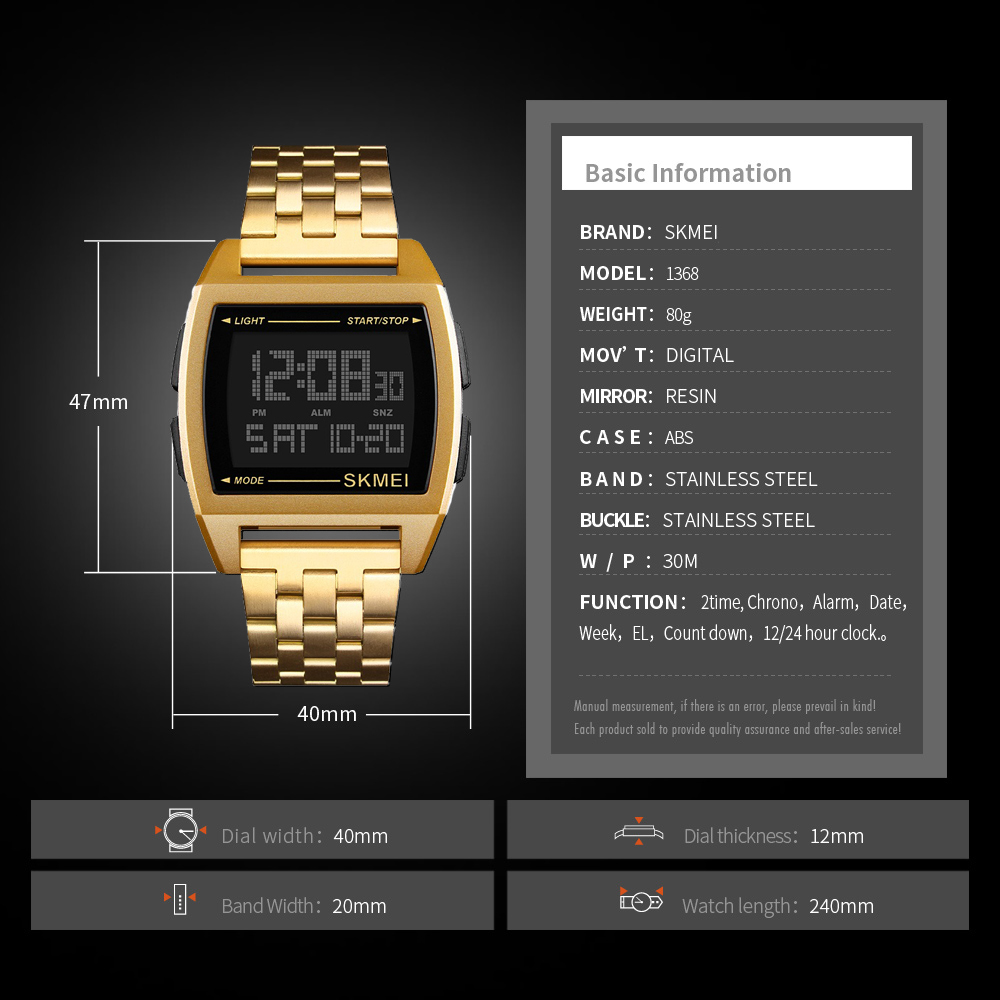 ◄ LIGHT START/STOP ►
12:08 30
PM ALM SNZ
SAT 10-20
◄ MODE SKMEI
47mm
40mm
Basic Information
BRAND: SKMEI
MODEL: 1368
WEIGHT: 80g
MOV' T: DIGITAL
MIRROR: RESIN
CASE: ABS
BAND: STAINLESS STEEL
BUCKLE: STAINLESS STEEL
W / P : 30M
FUNCTION: 2time, Chrono, Alarm, Date,
Week, EL, Count down, 12/24 hour clock.。
Manual measurement, if there is an error, please prevail in kind!
Each product sold to provide quality assurance and after-sales service!
Dial width: 40mm
Dial thickness: 12mm
Band Width: 20mm
Watch length: 240mm